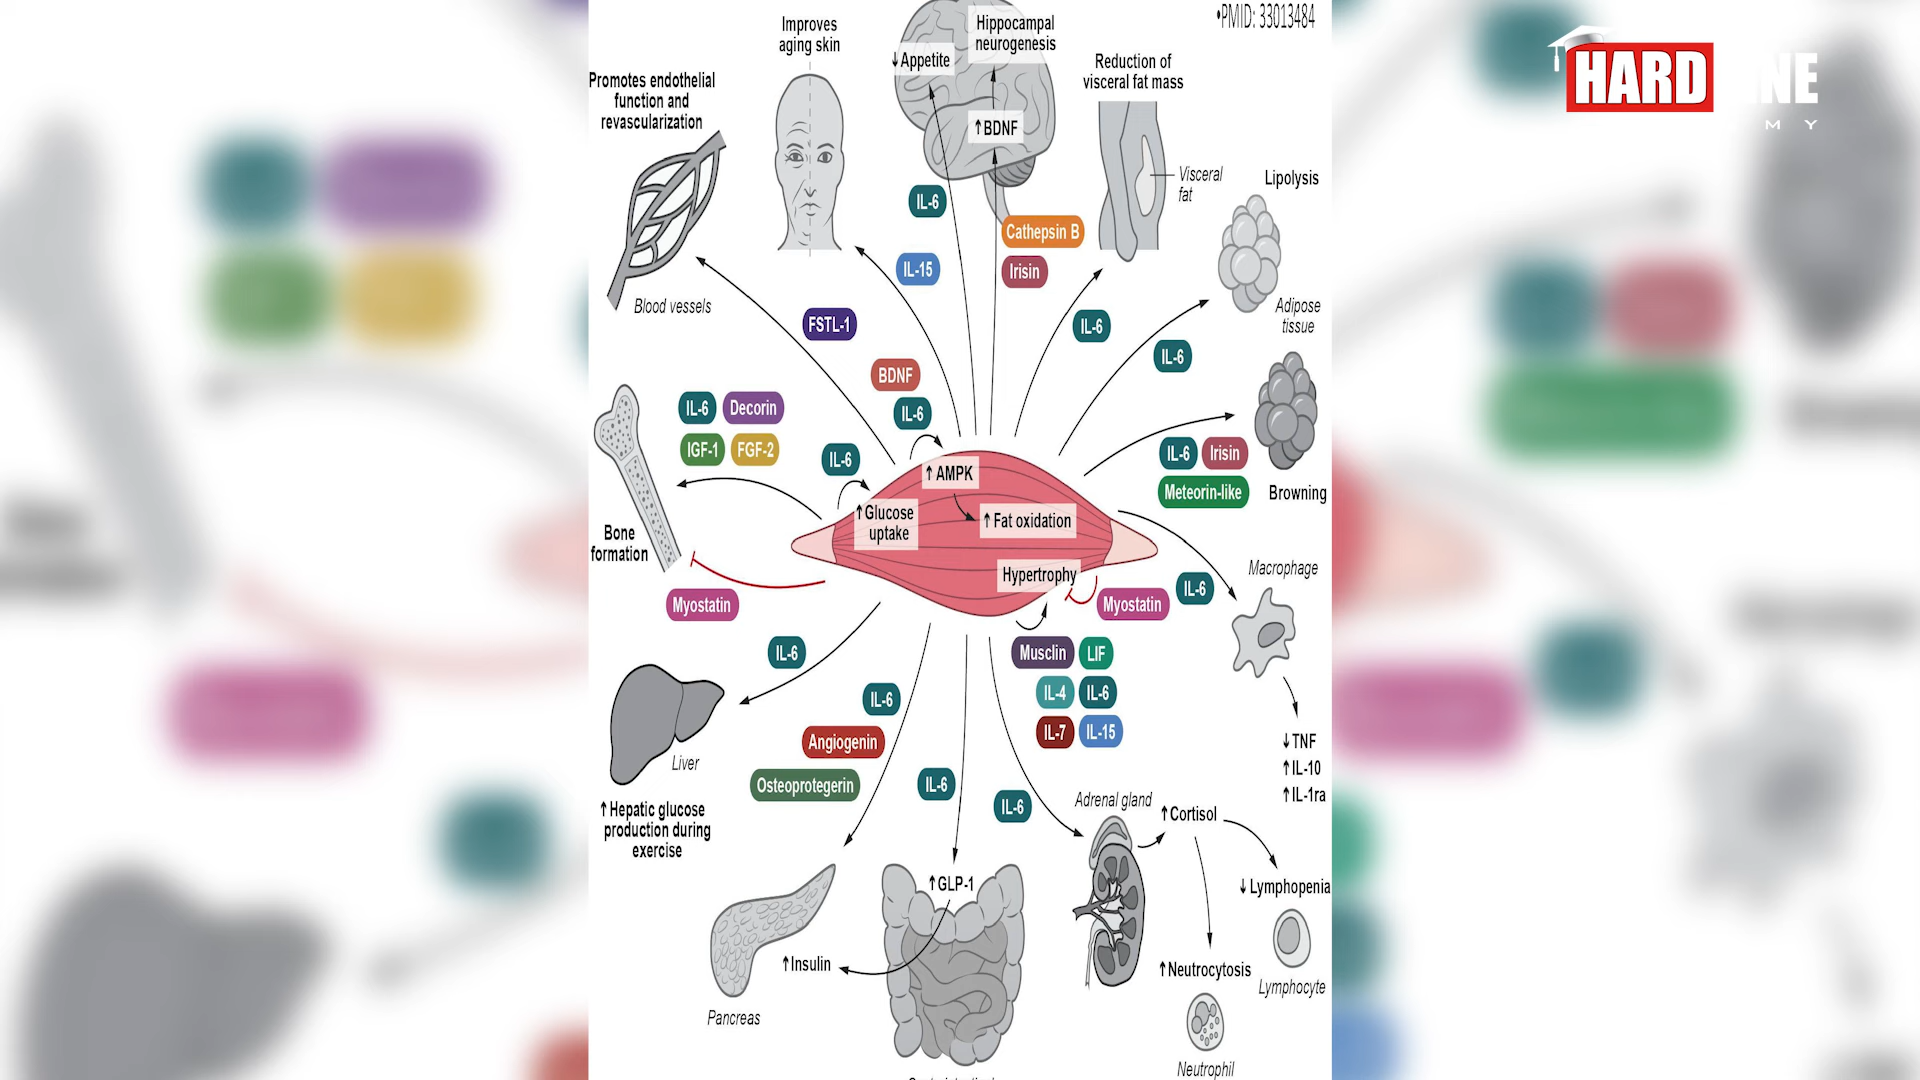 •PMID: 33013484
HARD
NE
M Y
Improves
aging skin
Hippocampal
neurogenesis
↓Appetite
↑BDNF
Reduction of
visceral fat mass
Promotes endothelial
function and
revascularization
Visceral
fat
Lipolysis
IL-6
Cathepsin B
IL-15
Irisin
Blood vessels
FSTL-1
IL-6
Adipose
tissue
IL-6
BDNF
IL-6
IL-6
Decorin
IGF-1
FGF-2
IL-6
IL-6
Irisin
Meteorin-like
Browning
↑AMPK
↑Glucose
uptake
↑Fat oxidation
Hypertrophy
Bone
formation
Myostatin
Myostatin
IL-6
Macrophage
IL-6
Musclin
LIF
IL-4
IL-6
IL-7
IL-15
IL-6
Angiogenin
Osteoprotegerin
Liver
↑Hepatic glucose
production during
exercise
IL-6
IL-6
↓TNF
↑IL-10
↑IL-1ra
Adrenal gland
↑Cortisol
↓Lymphopenia
Lymphocyte
↑Neutrocytosis
Neutrophil
↑GLP-1
↑Insulin
Pancreas